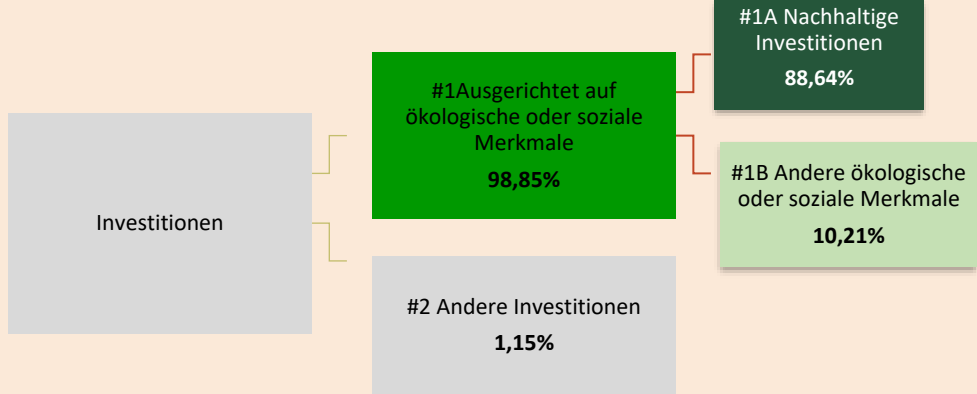 Investitionen
#1Ausgerichtet auf
ökologische oder soziale
Merkmale
98,85%
#2 Andere Investitionen
1,15%
#1A Nachhaltige
Investitionen
88,64%
#1B Andere ökologische
oder soziale Merkmale
10,21%